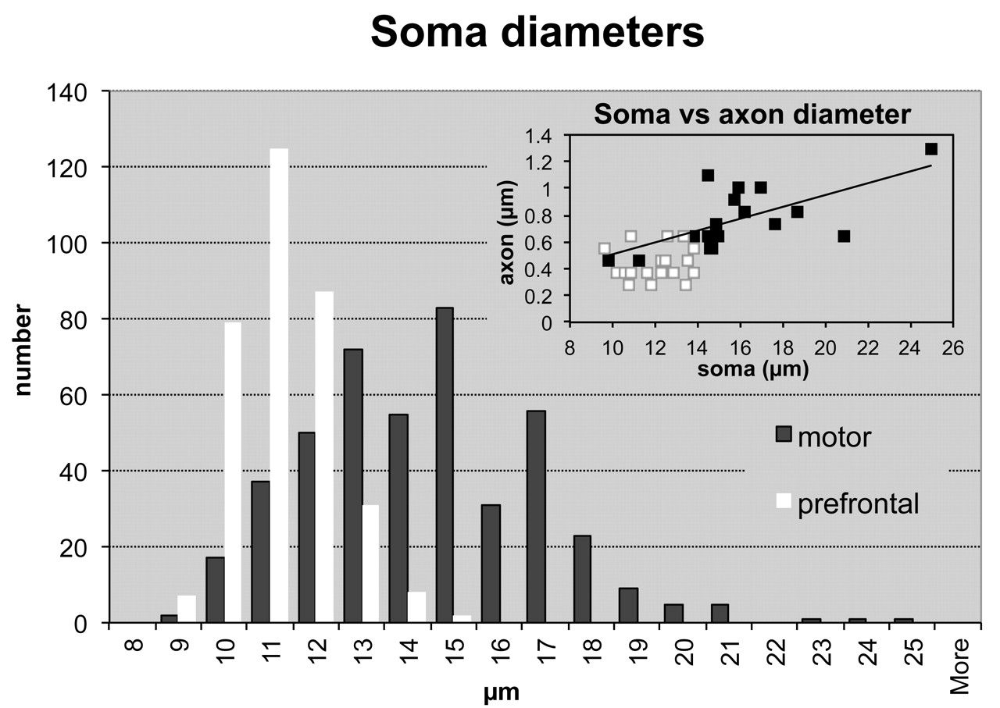 Soma diameters
140
120
100
80
60
40
20
0
number
8 9 10 11 12 13 14 15 16 17 18 19 20 21 22 23 24 25 More
µm
Soma vs axon diameter
1.4
1.2
1
0.8
0.6
0.4
0.2
0
axon (µm)
8 10 12 14 16 18 20 22 24 26
soma (µm)
motor
prefrontal